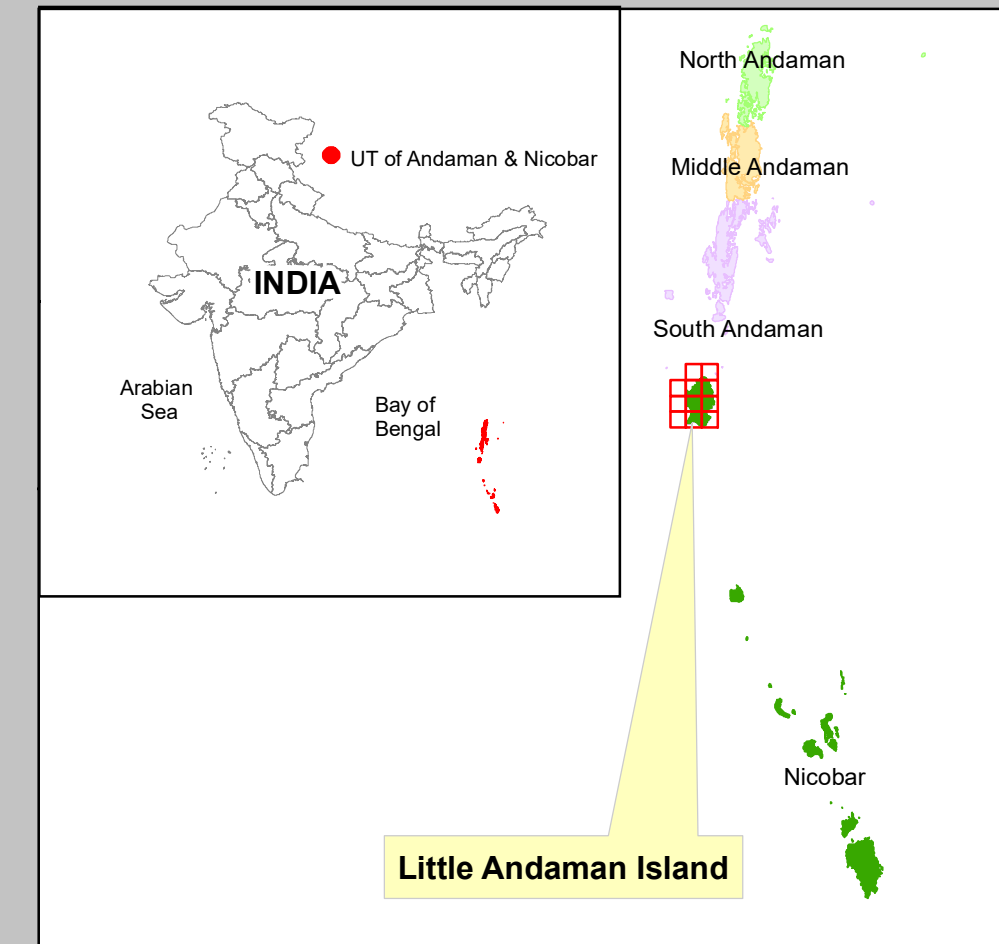 North Andaman
UT of Andaman & Nicobar
Middle Andaman
INDIA
South Andaman
Arabian
Sea
Bay of
Bengal
Nicobar
Little Andaman Island